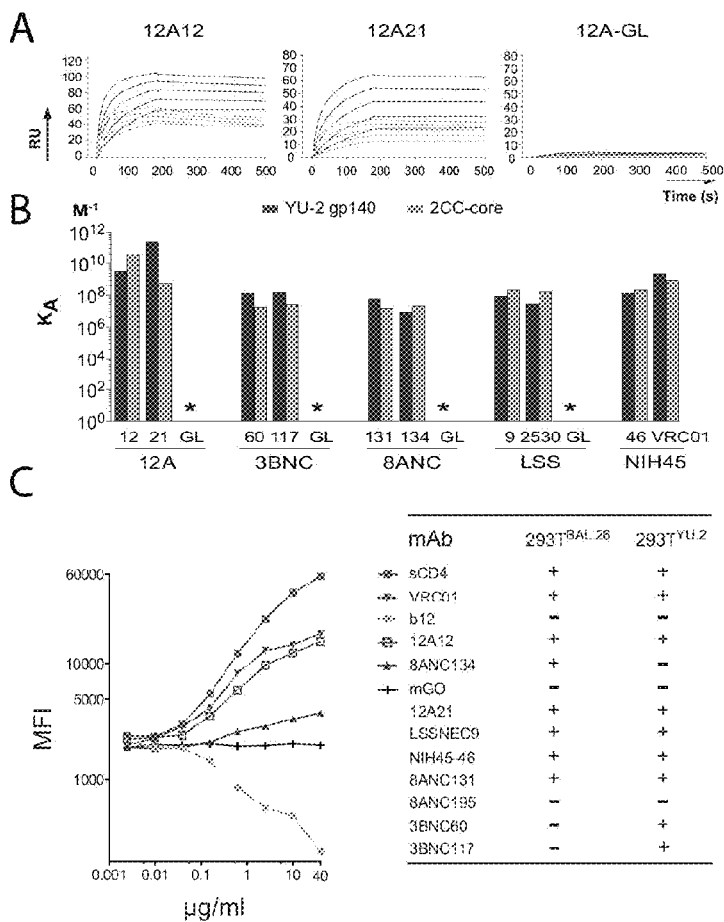 A
12A12
12A21
12A-GL
RU
120
100
80
60
40
20
0
0 100 200 300 400 500
80
70
60
50
40
30
20
10
0
0 100 200 300 400 500
80
70
60
50
40
30
20
10
0
0 100 200 300 400 500
Time (s)
B
M-1
YU-2 gp140
2CC-core
KA
10^12
10^10
10^8
10^6
10^4
10^2
10^0
* * * *
12 21 GL 60 117 GL 131 134 GL 9 2530 GL 46 VRC01
12A 3BNC 8ANC LSS NIH45
C
MFI
60000
10000
5000
1000
0.001 0.01 0.1 1 10 40
µg/ml
mAb 293T^BAL.26 293T^YU.2
sCD4 + +
VRC01 + +
b12 - -
12A12 + +
8ANC134 + -
mGO - -
12A21 + +
LSSNEC9 + +
NIH45-46 + +
8ANC131 + +
8ANC195 - -
3BNC60 - +
3BNC117 - +